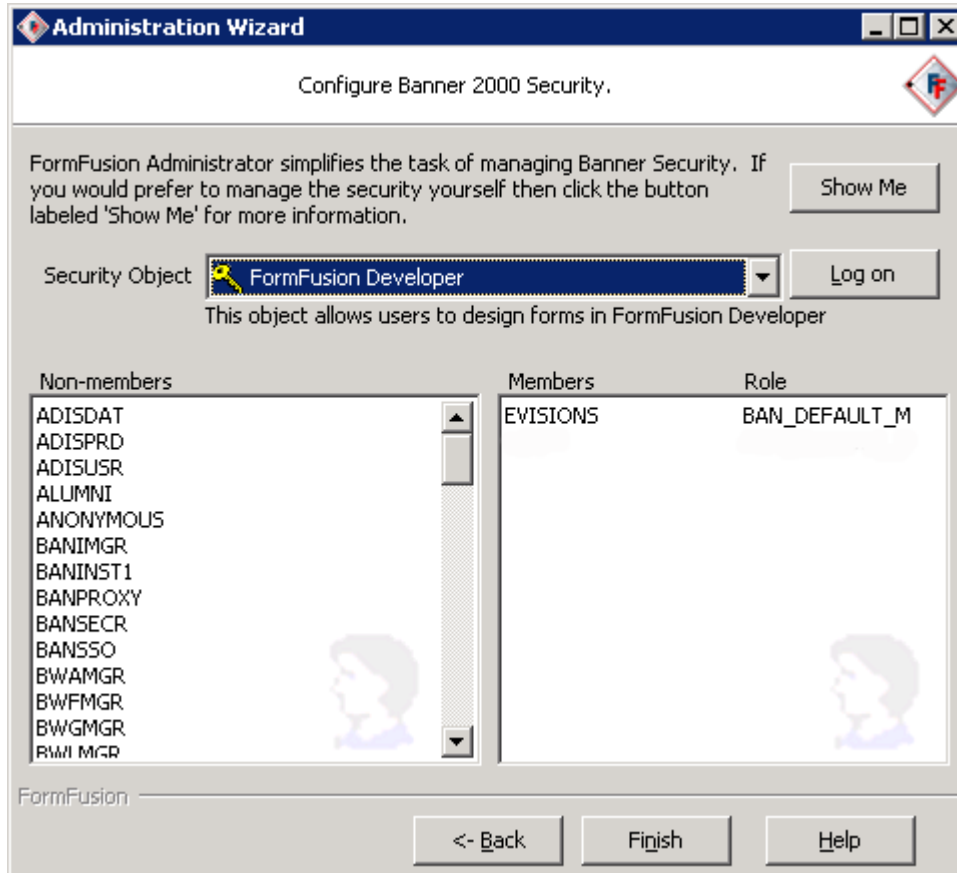 Administration Wizard
Configure Banner 2000 Security.
FF
FormFusion Administrator simplifies the task of managing Banner Security.  If
you would prefer to manage the security yourself then click the button
labeled 'Show Me' for more information.
Show Me
Security Object
FormFusion Developer
Log on
This object allows users to design forms in FormFusion Developer
Non-members
Members Role
ADISDAT
ADISPRD
ADISUSR
ALUMNI
ANONYMOUS
BANIMGR
BANINST1
BANPROXY
BANSECR
BANSSO
BWAMGR
BWFMGR
BWGMGR
BWLMGR
EVISIONS BAN_DEFAULT_M
FormFusion
<- Back
Finish
Help